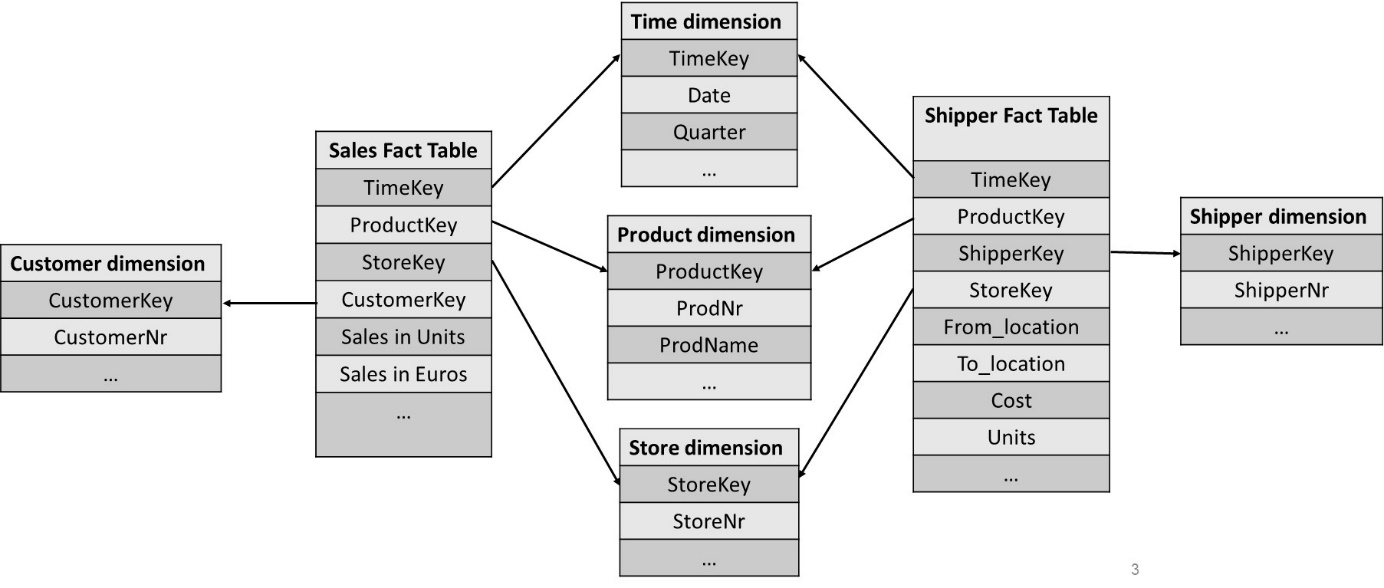 Time dimension
TimeKey
Date
Quarter
...
Sales Fact Table
TimeKey
ProductKey
StoreKey
CustomerKey
Sales in Units
Sales in Euros
...
Customer dimension
CustomerKey
CustomerNr
...
Product dimension
ProductKey
ProdNr
ProdName
...
Store dimension
StoreKey
StoreNr
...
Shipper Fact Table
TimeKey
ProductKey
ShipperKey
StoreKey
From_location
To_location
Cost
Units
...
Shipper dimension
ShipperKey
ShipperNr
...
3